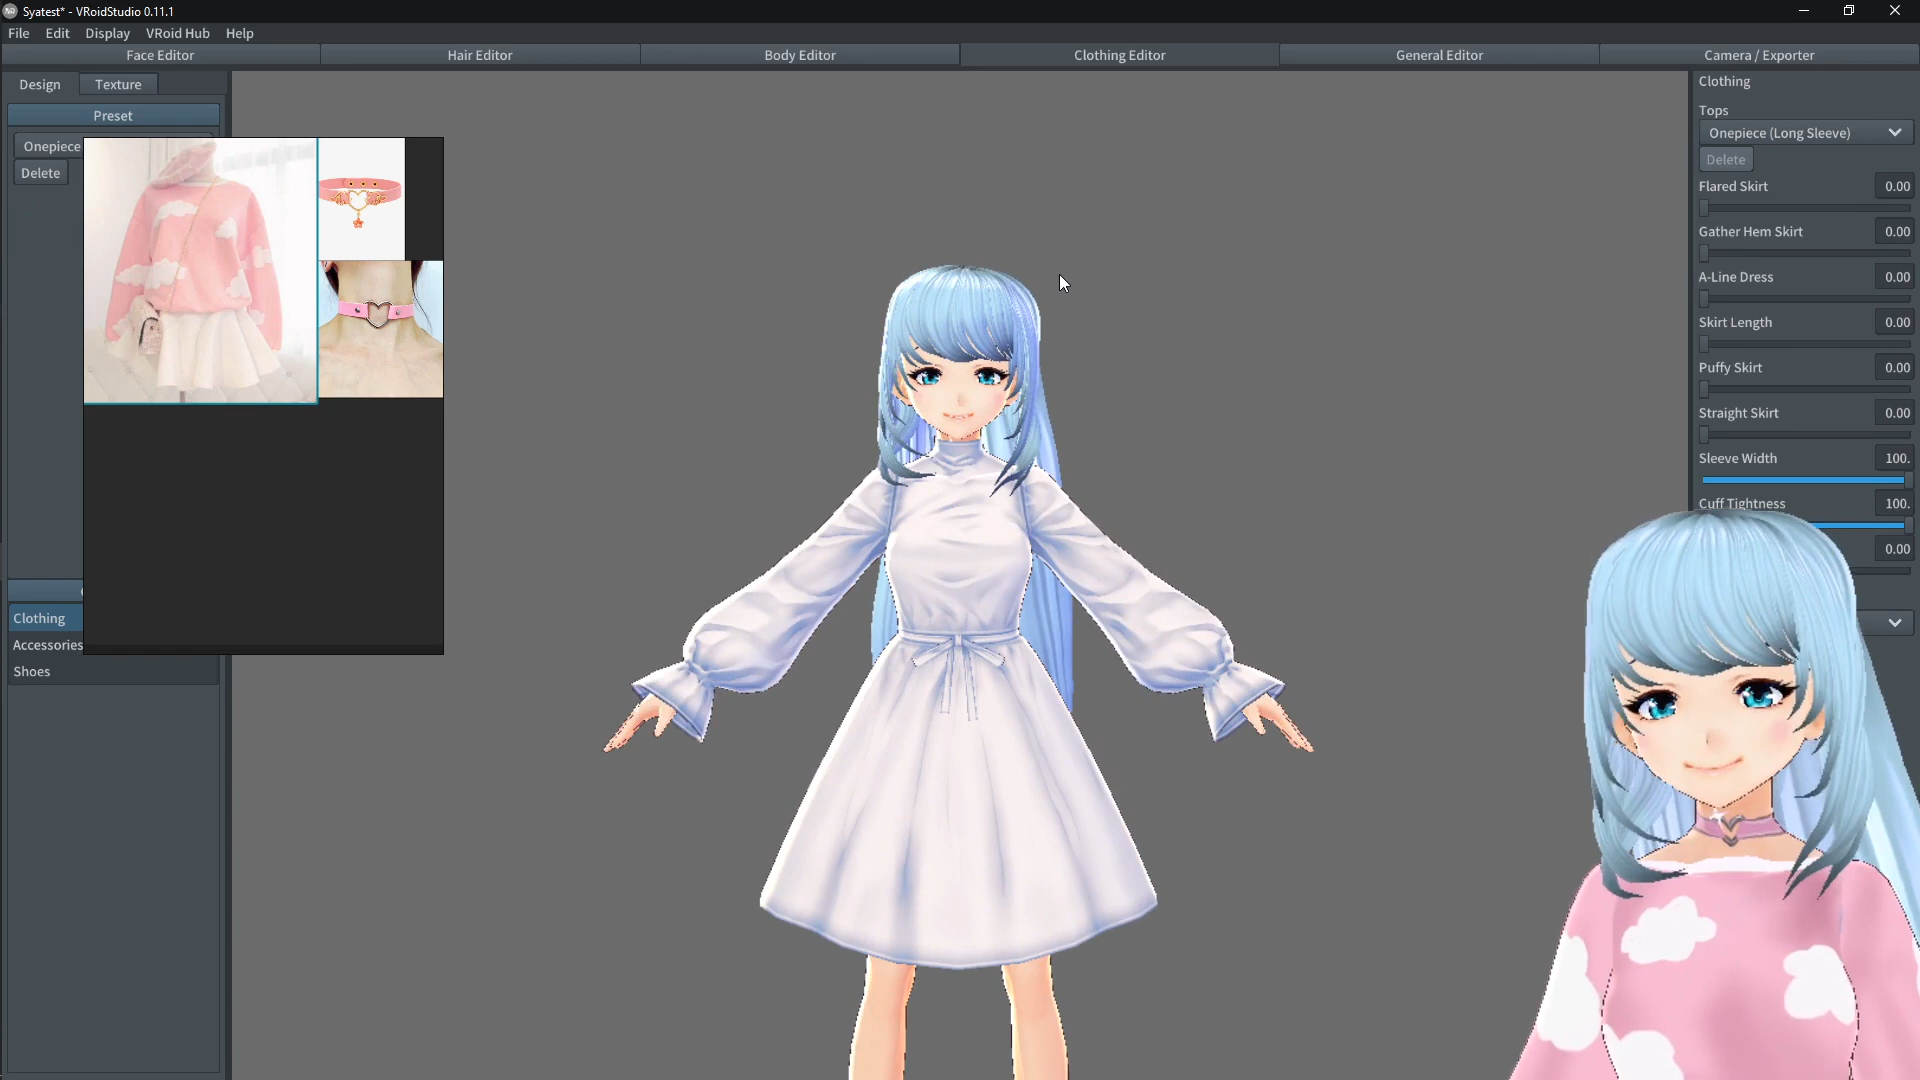 Syatest* - VRoidStudio 0.11.1
File Edit Display VRoid Hub Help
Face Editor Hair Editor Body Editor Clothing Editor General Editor Camera / Exporter
Design Texture
Preset
Onepiece
Delete
Clothing
Accessories
Shoes
Clothing
Tops
Onepiece (Long Sleeve)
Delete
Flared Skirt 0.00
Gather Hem Skirt 0.00
A-Line Dress 0.00
Skirt Length 0.00
Puffy Skirt 0.00
Straight Skirt 0.00
Sleeve Width 100.
Cuff Tightness 100.
0.00